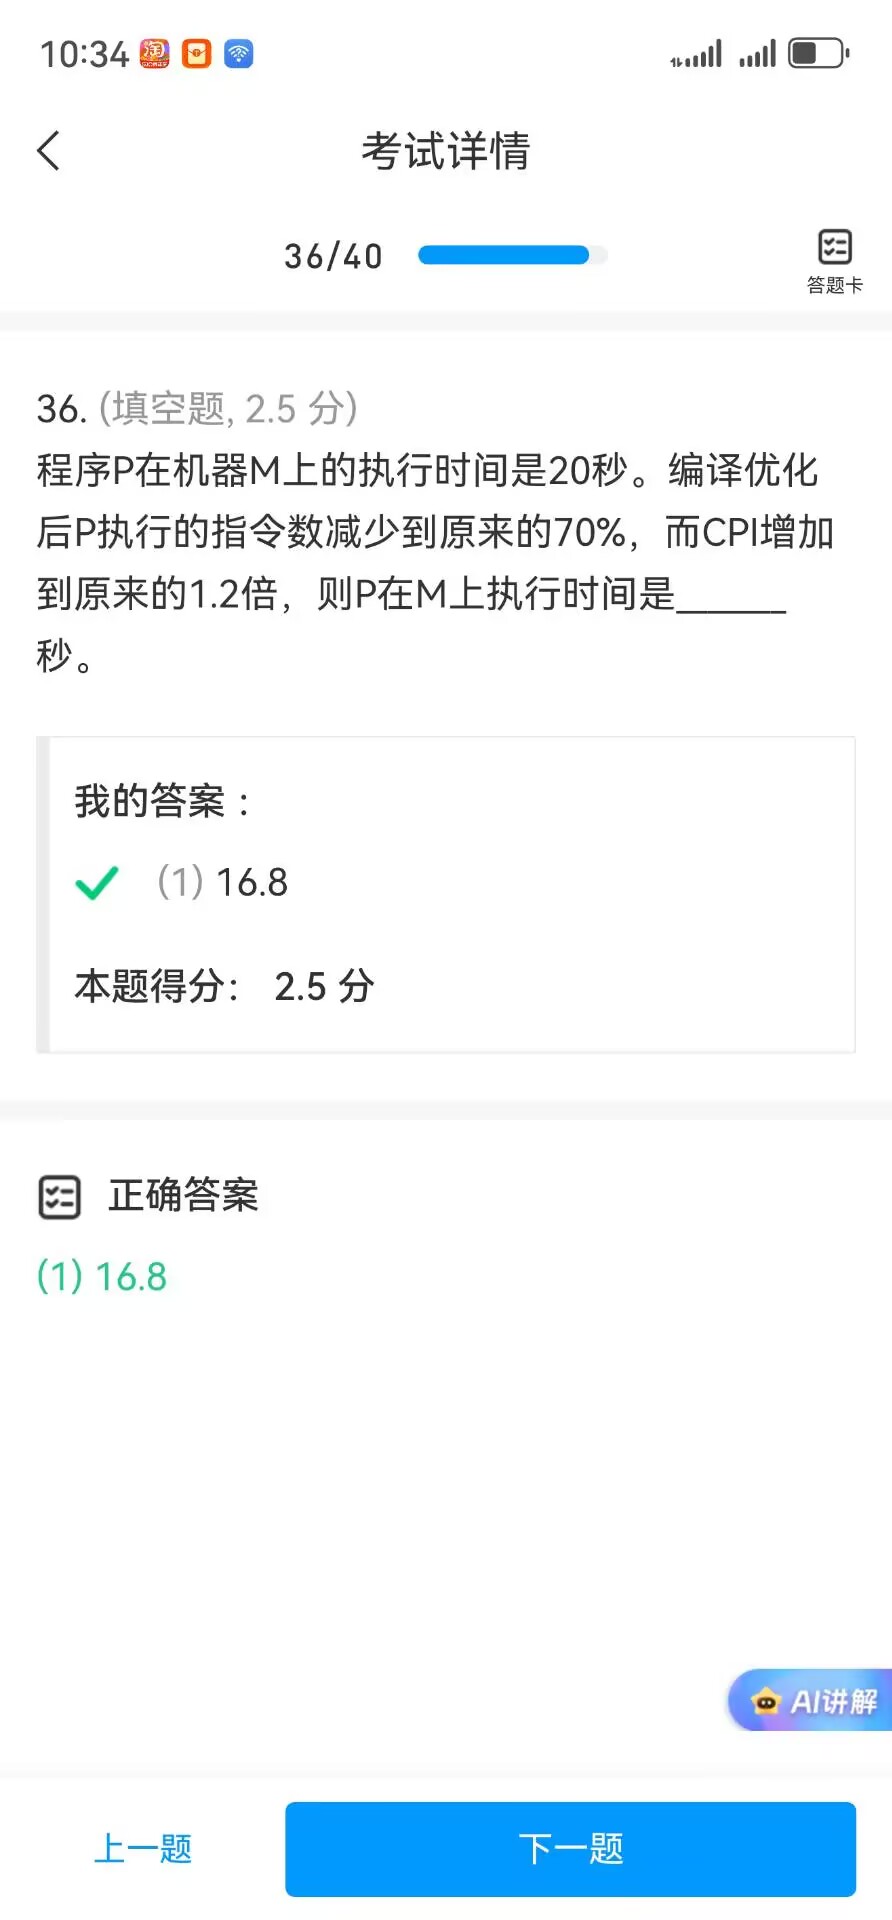 10:34
考试详情
36/40
答题卡
36. (填空题, 2.5 分)
程序P在机器M上的执行时间是20秒。编译优化
后P执行的指令数减少到原来的70%，而CPI增加
到原来的1.2倍，则P在M上执行时间是______
秒。
我的答案：
(1) 16.8
本题得分： 2.5 分
正确答案
(1) 16.8
AI讲解
上一题
下一题